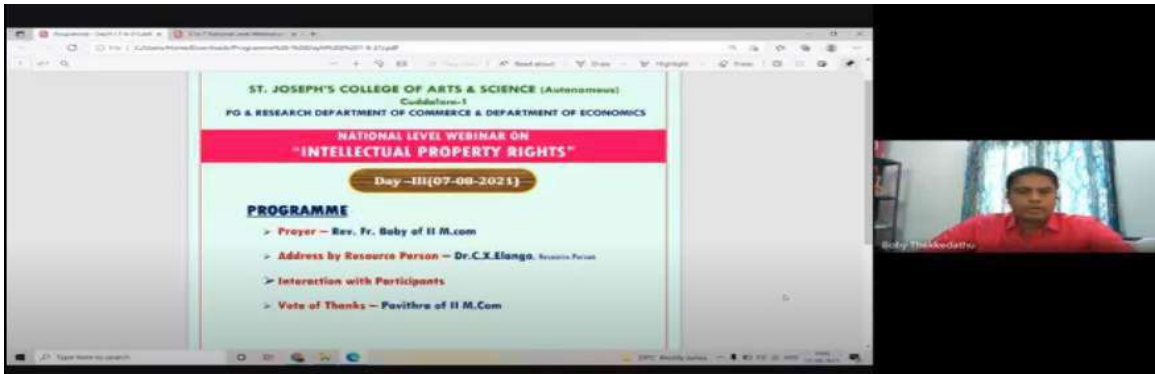 ST. JOSEPH'S COLLEGE OF ARTS & SCIENCE (Autonomous)
Cuddalore-1
PG & RESEARCH DEPARTMENT OF COMMERCE & DEPARTMENT OF ECONOMICS
NATIONAL LEVEL WEBINAR ON
"INTELLECTUAL PROPERTY RIGHTS"
Day –III(07-08-2021)
PROGRAMME
➢ Prayer – Rev. Fr. Boby of II M.com
➢ Address by Resource Person – Dr.C.X.Elango, Resource Person
➢ Interaction with Participants
➢ Vote of Thanks – Pavithra of II M.Com
Boby Thekkedathu
Type here to search